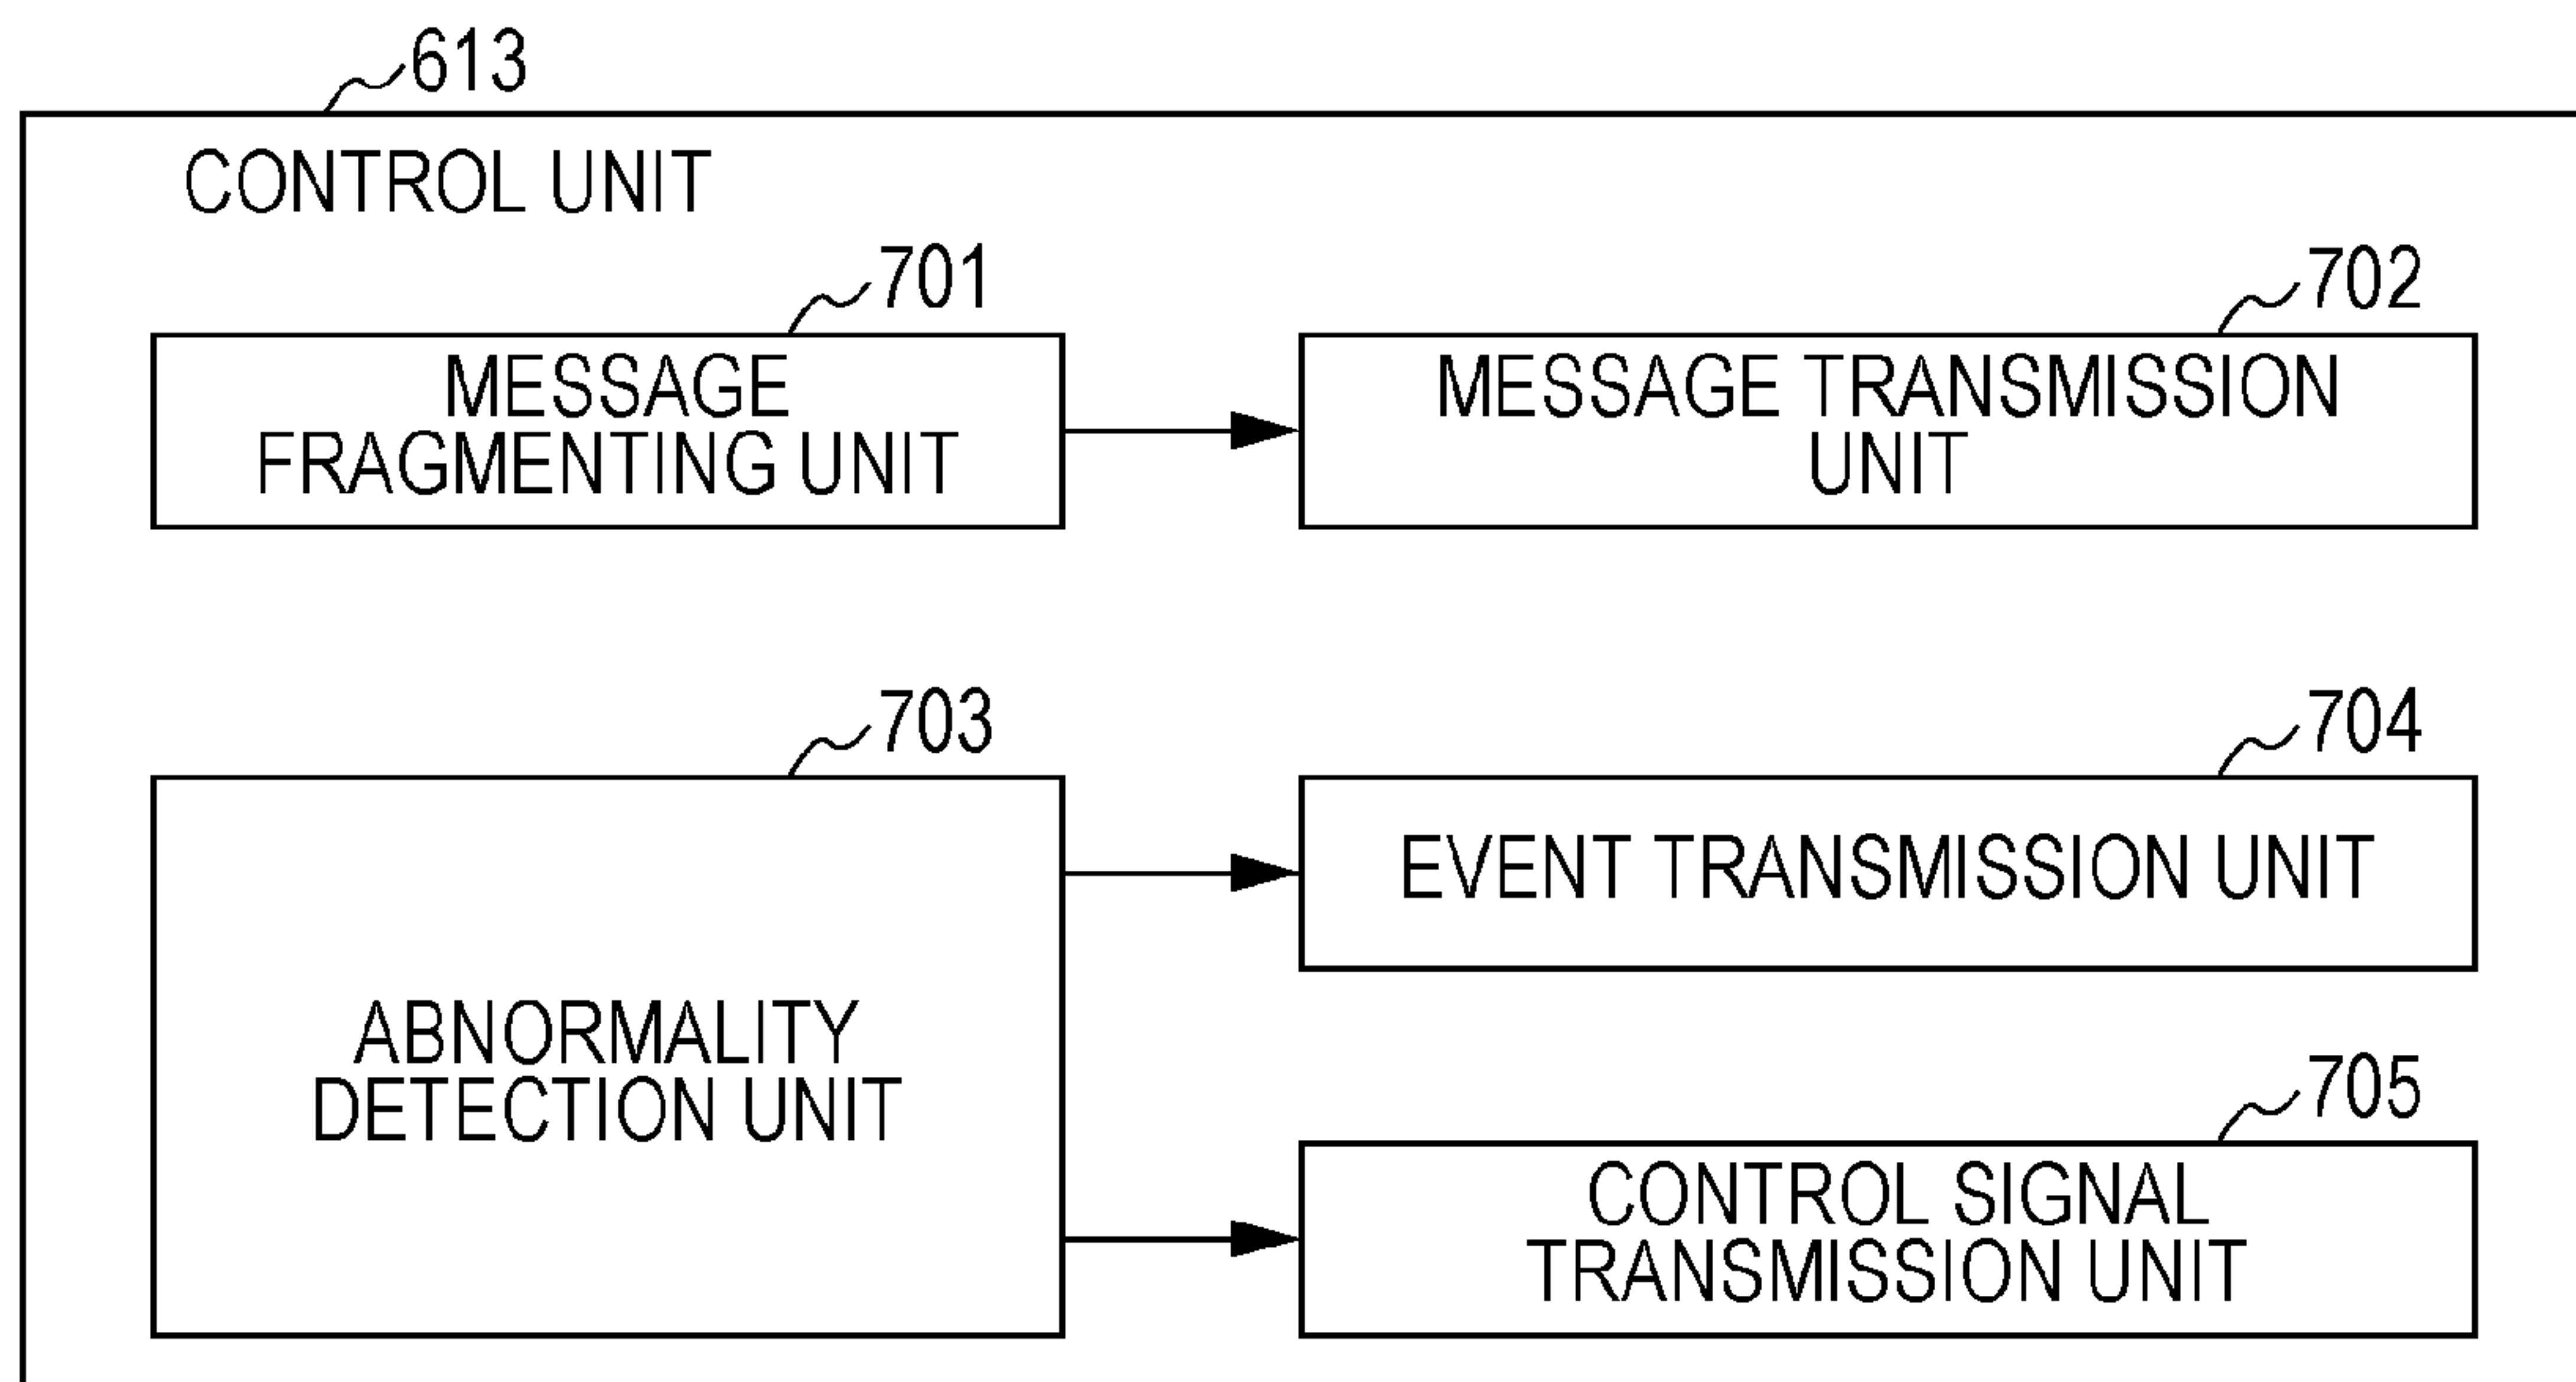 613
CONTROL UNIT
701
702
MESSAGE
FRAGMENTING UNIT
MESSAGE TRANSMISSION
UNIT
703
704
ABNORMALITY
DETECTION UNIT
EVENT TRANSMISSION UNIT
705
CONTROL SIGNAL
TRANSMISSION UNIT